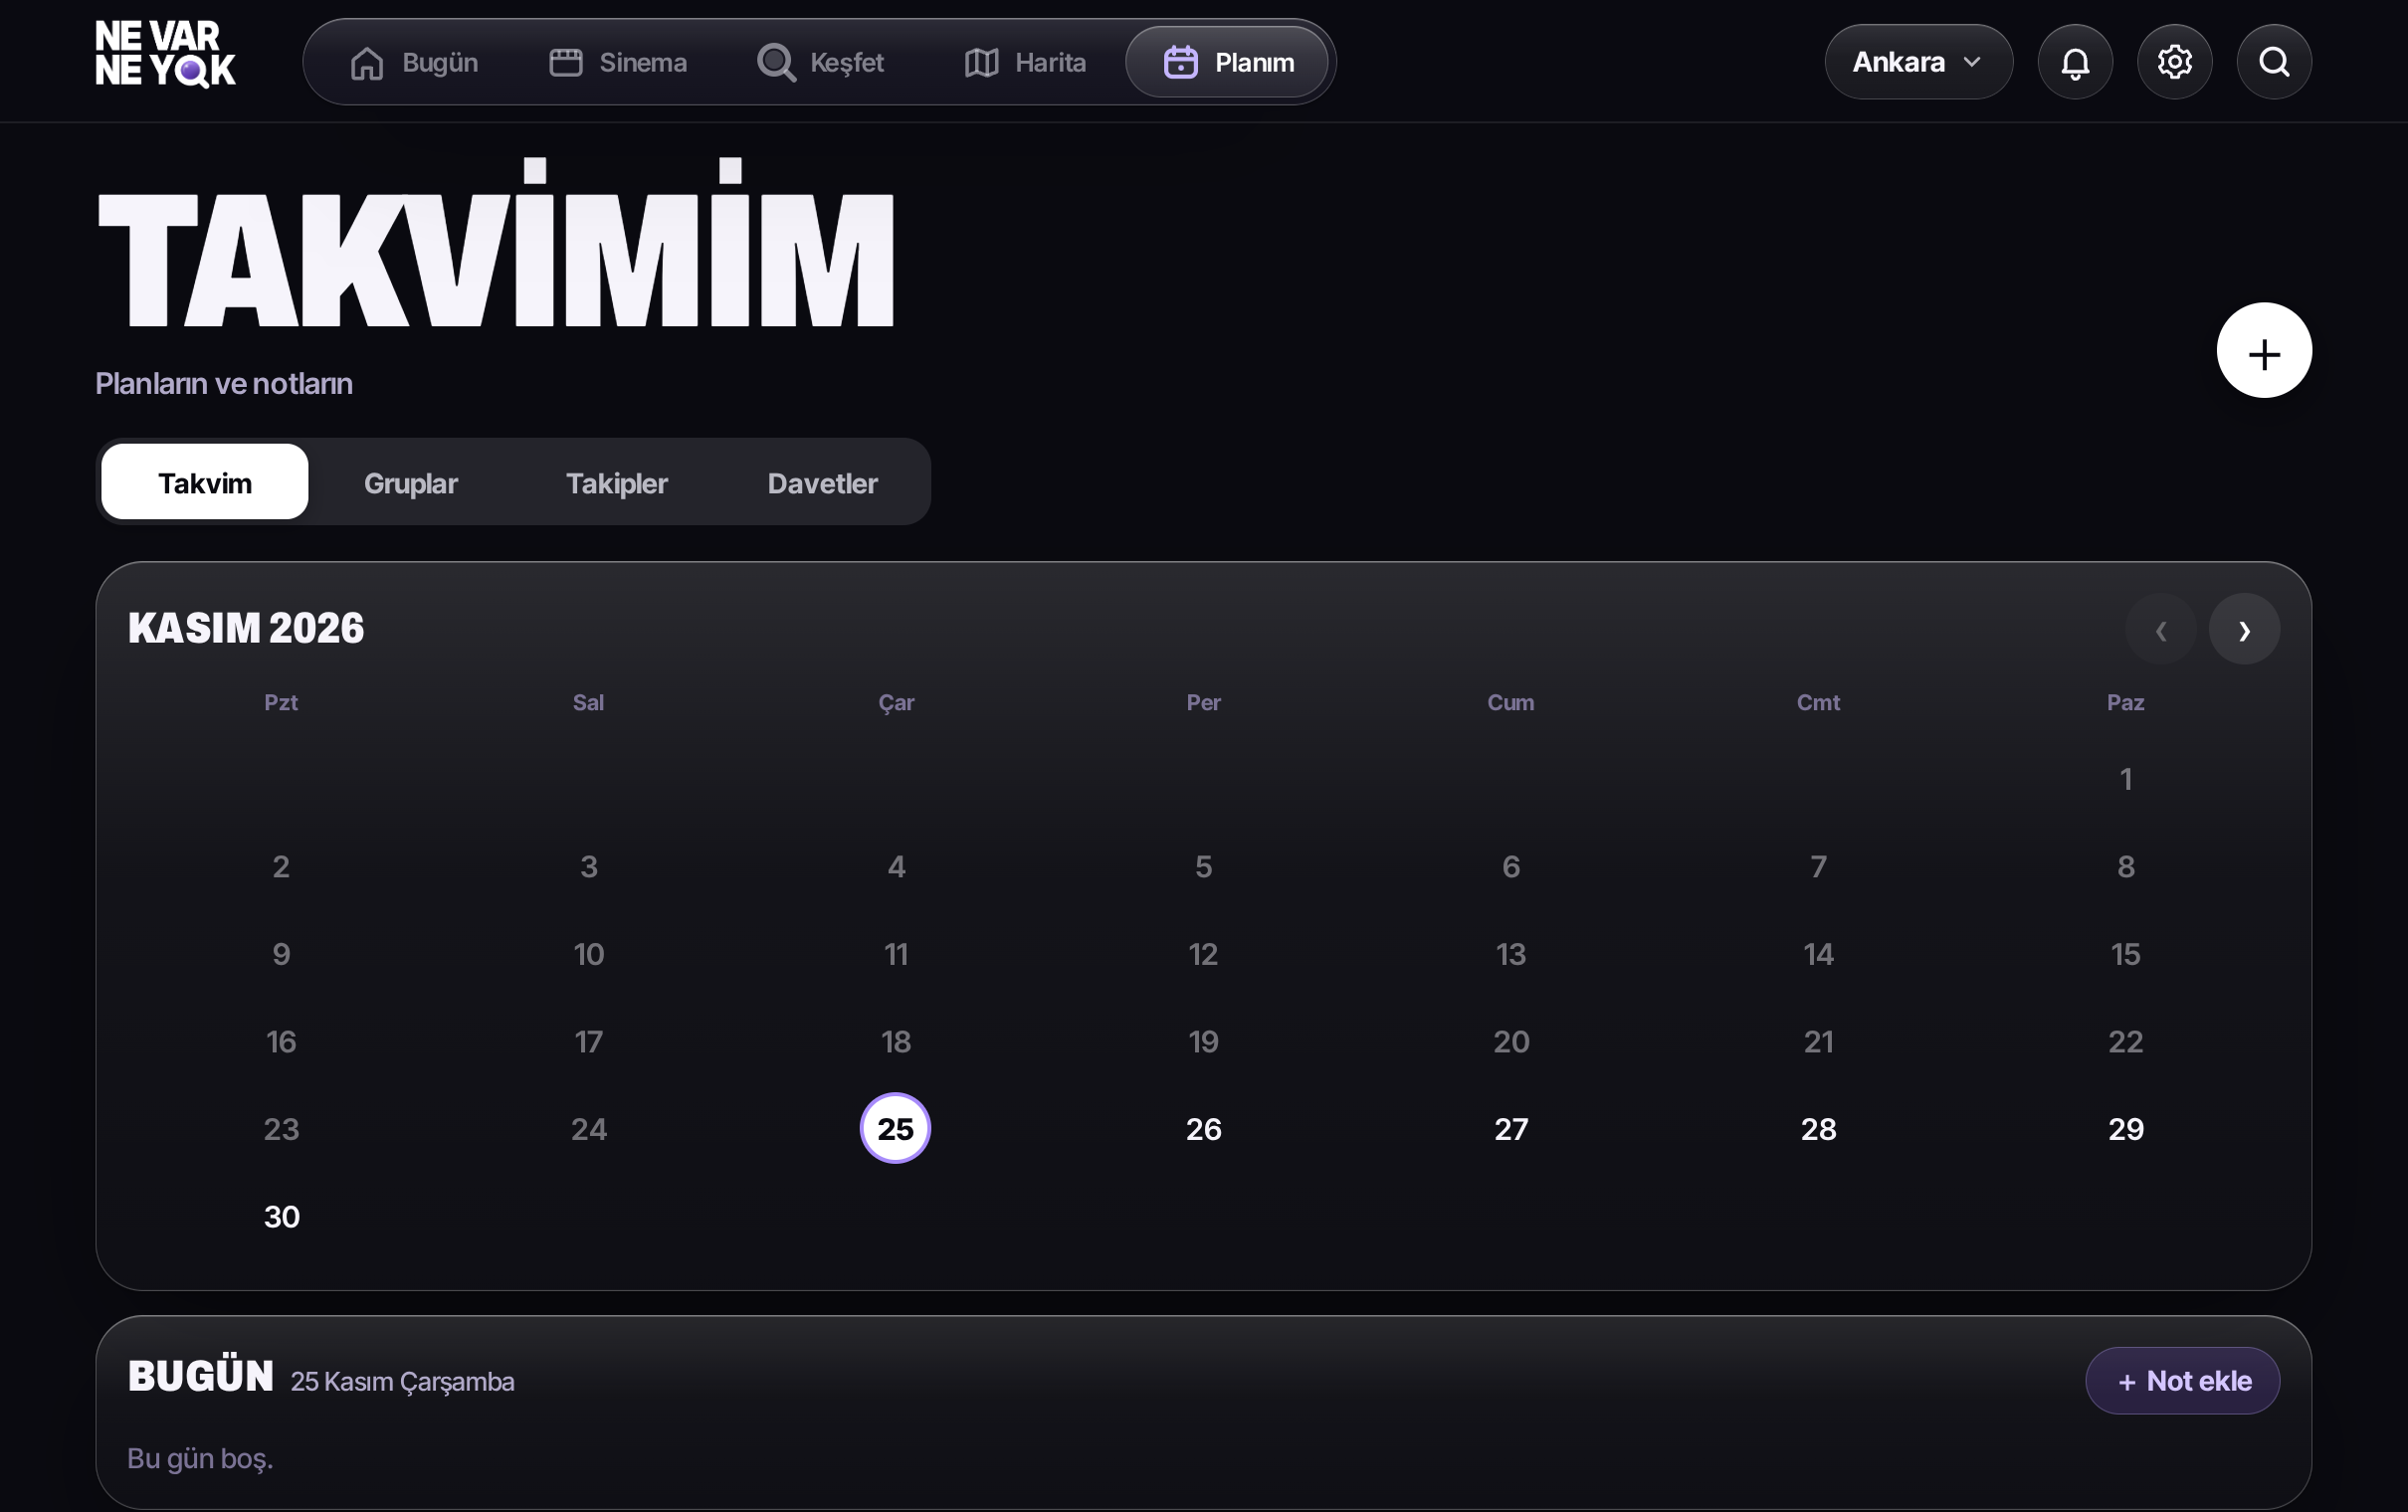 NE VAR
NE YOK
Bugün Sinema Keşfet Harita Planım
Ankara
TAKVİMİM
Planların ve notların
+
Takvim Gruplar Takipler Davetler
KASIM 2026
‹ ›
Pzt Sal Çar Per Cum Cmt Paz
1
2 3 4 5 6 7 8
9 10 11 12 13 14 15
16 17 18 19 20 21 22
23 24 25 26 27 28 29
30
BUGÜN 25 Kasım Çarşamba
+ Not ekle
Bu gün boş.